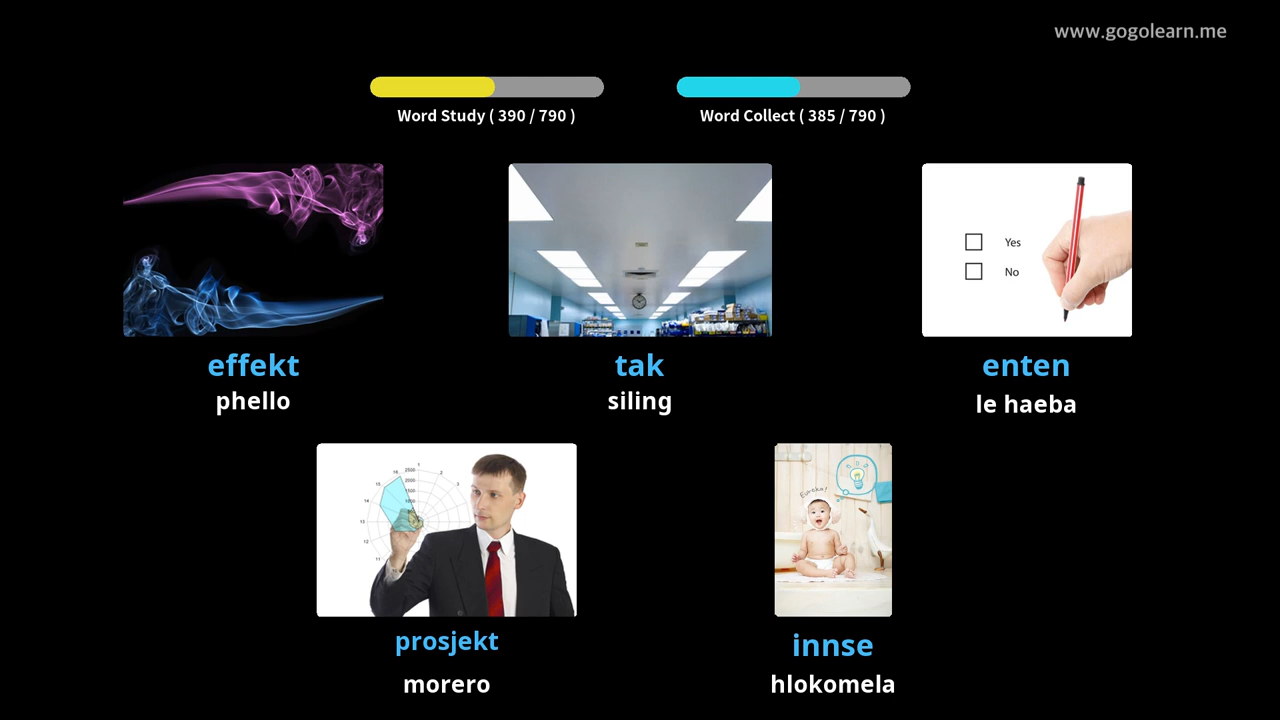 www.gogolearn.me
Word Study ( 390 / 790 )
Word Collect ( 385 / 790 )
Yes
No
effekt
phello
tak
siling
enten
le haeba
Eureka!
prosjekt
morero
innse
hlokomela